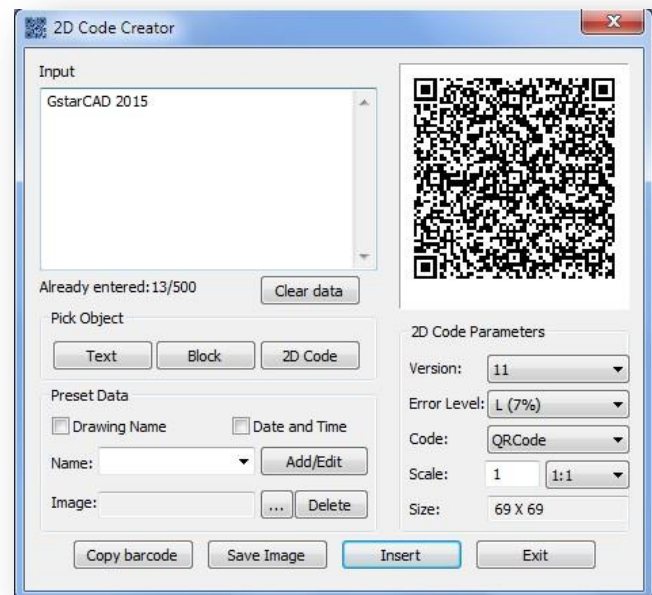 2D Code Creator
Input
GstarCAD 2015
Already entered:13/500
Clear data
Pick Object
Text
Block
2D Code
Preset Data
Drawing Name
Date and Time
Name:
Add/Edit
Image:
...
Delete
2D Code Parameters
Version: 11
Error Level: L (7%)
Code: QRCode
Scale: 1 1:1
Size: 69 X 69
Copy barcode
Save Image
Insert
Exit